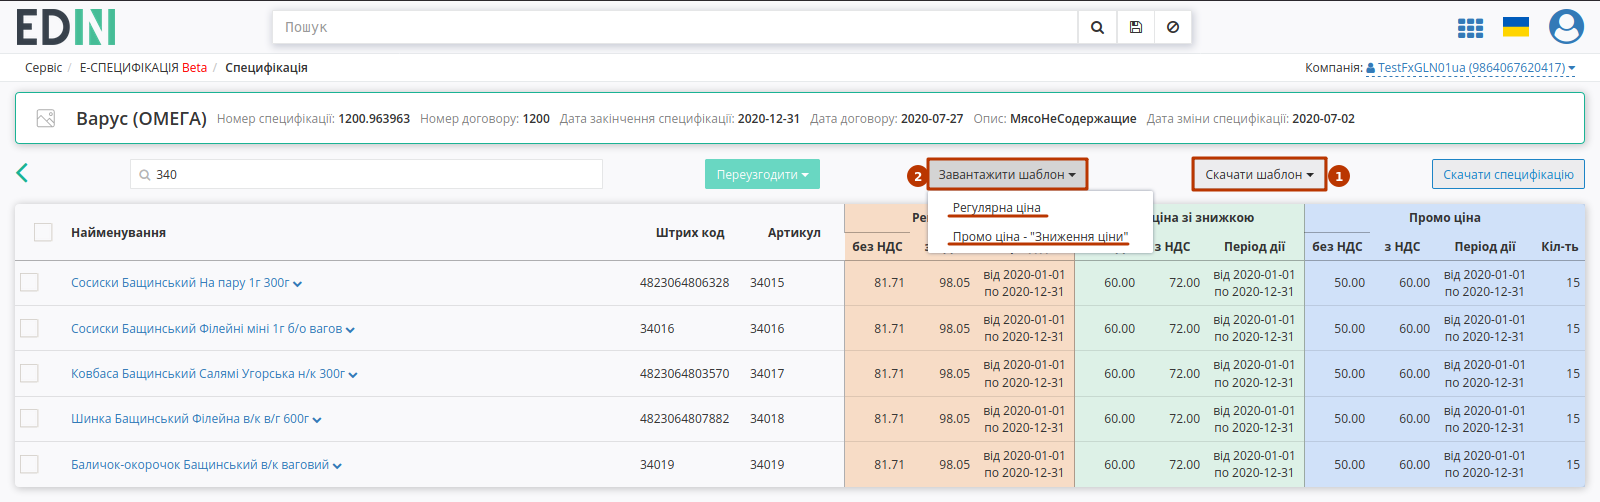 EDIN
Пошук
Сервіс / Е-СПЕЦИФІКАЦІЯ Beta / Специфікація
Компанія: TestFxGLN01ua (9864067620417)
Варус (ОМЕГА) Номер специфікації: 1200.963963 Номер договору: 1200 Дата закінчення специфікації: 2020-12-31 Дата договору: 2020-07-27 Опис: МясоНеСодержащие Дата зміни специфікації: 2020-07-02
340 Переузгодити 2 Завантажити шаблон Скачати шаблон 1 Скачати специфікацію
Регулярна ціна
Промо ціна - "Зниження ціни"
ціна зі знижкою Промо ціна
Найменування Штрих код Артикул
без НДС з НДС Період дії без НДС з НДС Період дії Кіл-ть
Сосиски Бащинський На пару 1г 300г 4823064806328 34015 81.71 98.05 від 2020-01-01 по 2020-12-31 60.00 72.00 від 2020-01-01 по 2020-12-31 50.00 60.00 від 2020-01-01 по 2020-12-31 15
Сосиски Бащинський Філейні міні 1г б/о вагов 34016 34016 81.71 98.05 від 2020-01-01 по 2020-12-31 60.00 72.00 від 2020-01-01 по 2020-12-31 50.00 60.00 від 2020-01-01 по 2020-12-31 15
Ковбаса Бащинський Салямі Угорська н/к 300г 4823064803570 34017 81.71 98.05 від 2020-01-01 по 2020-12-31 60.00 72.00 від 2020-01-01 по 2020-12-31 50.00 60.00 від 2020-01-01 по 2020-12-31 15
Шинка Бащинський Філейна в/к в/г 600г 4823064807882 34018 81.71 98.05 від 2020-01-01 по 2020-12-31 60.00 72.00 від 2020-01-01 по 2020-12-31 50.00 60.00 від 2020-01-01 по 2020-12-31 15
Баличок-окорочок Бащинський в/к ваговий 34019 34019 81.71 98.05 від 2020-01-01 по 2020-12-31 60.00 72.00 від 2020-01-01 по 2020-12-31 50.00 60.00 від 2020-01-01 по 2020-12-31 15